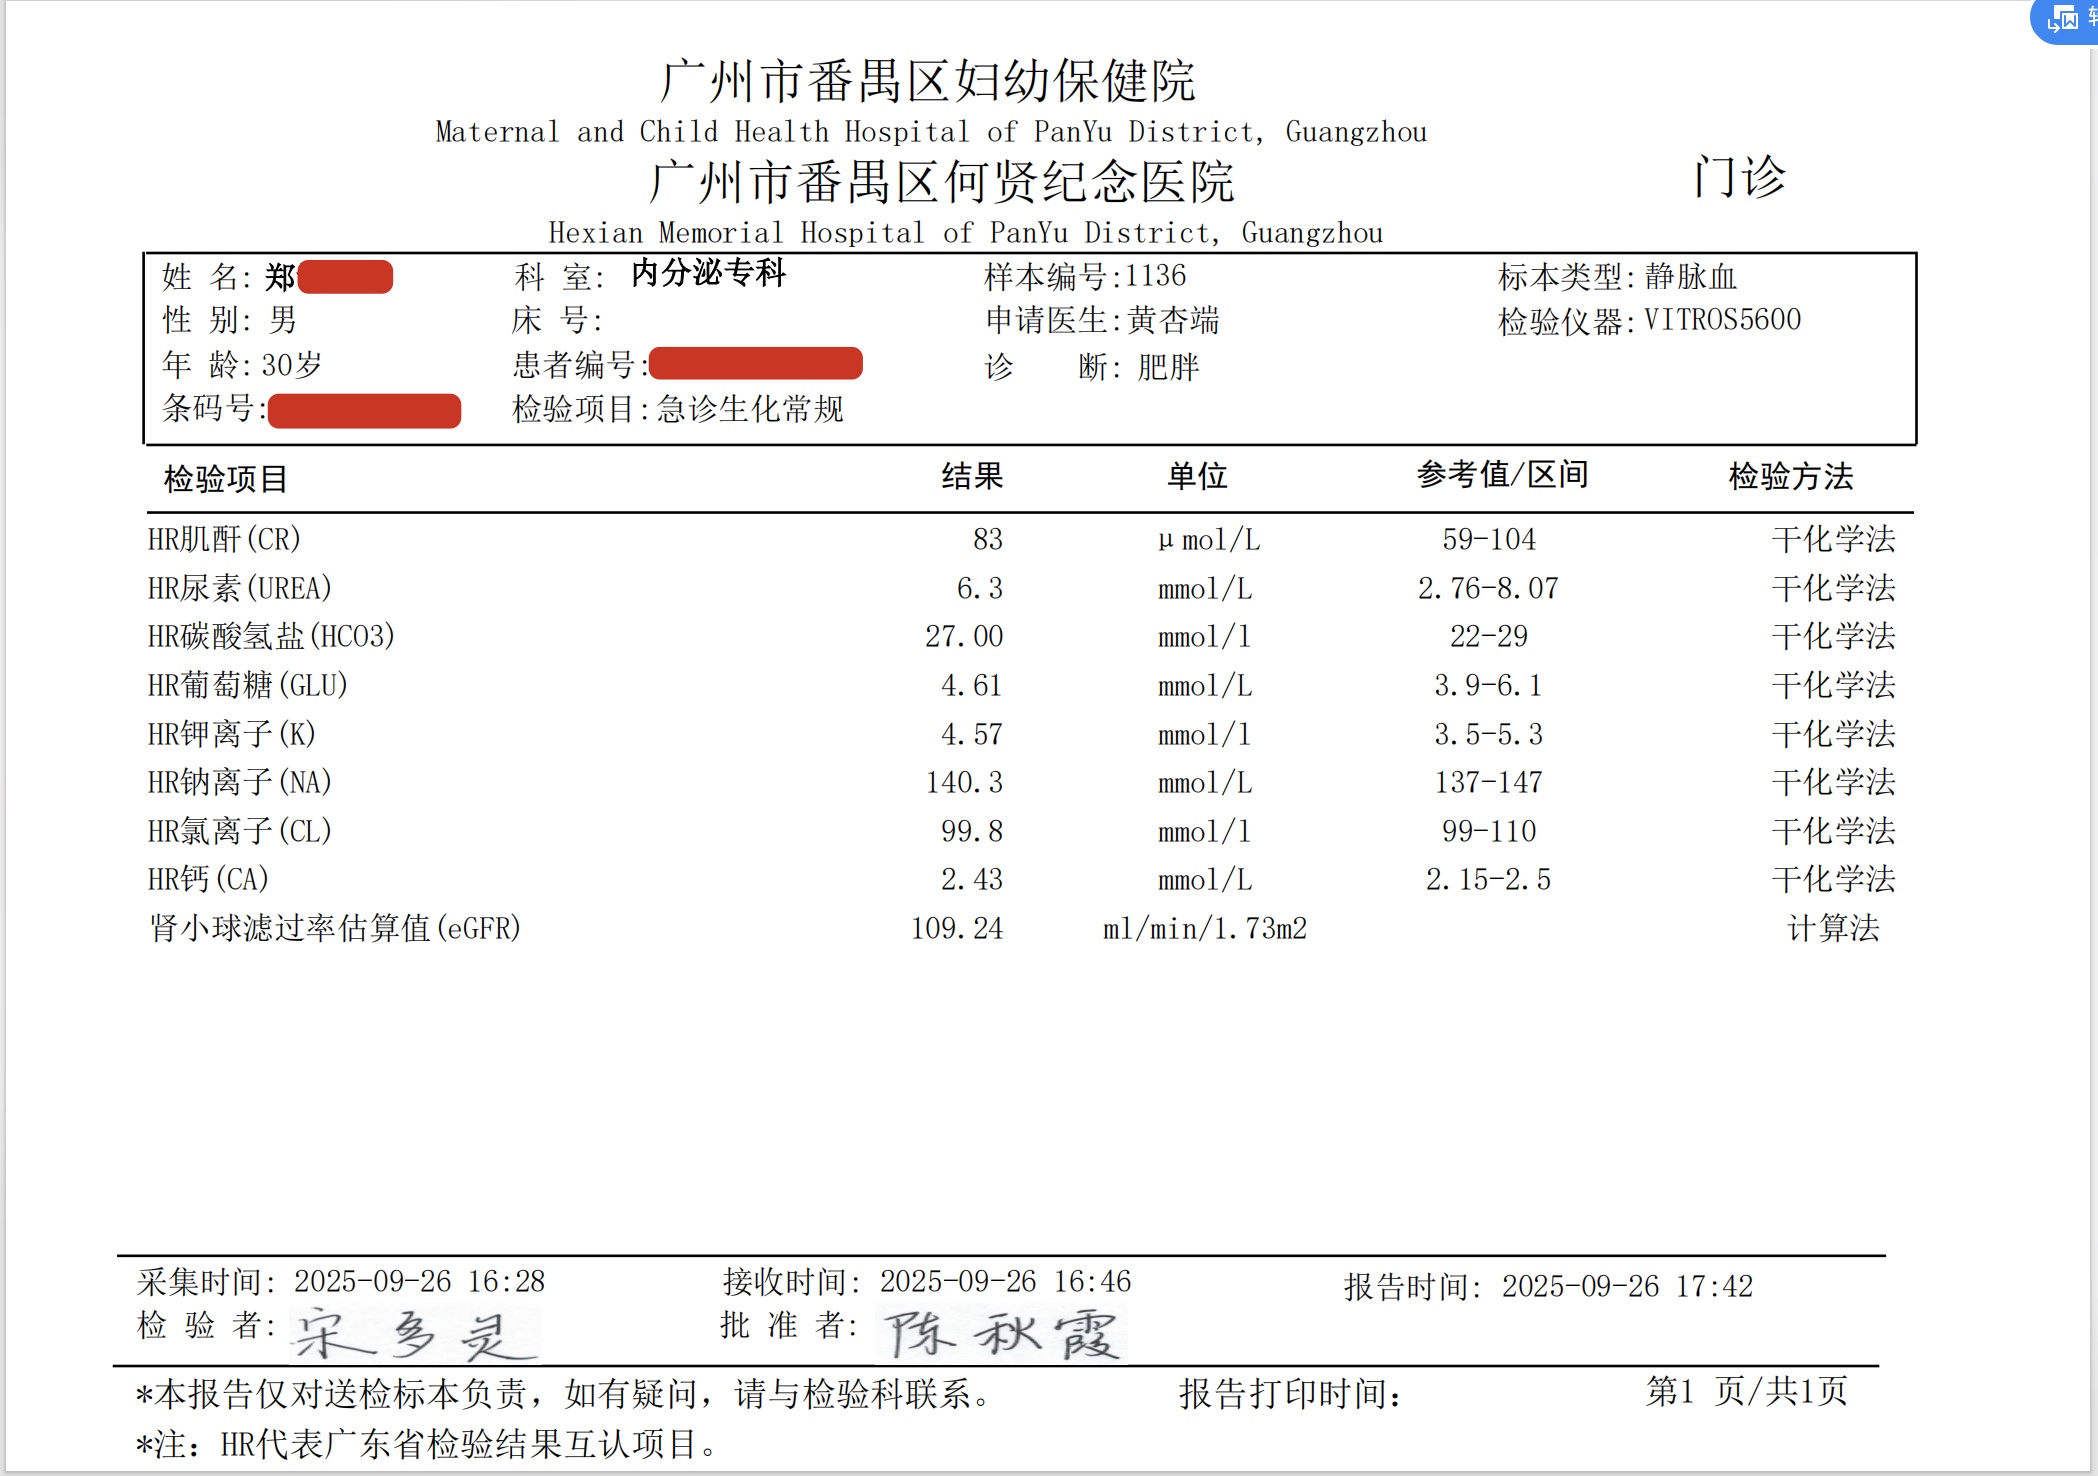 转
广州市番禺区妇幼保健院
Maternal and Child Health Hospital of PanYu District, Guangzhou
广州市番禺区何贤纪念医院
门诊
Hexian Memorial Hospital of PanYu District, Guangzhou
姓 名: 郑 科 室: 内分泌专科 样本编号:1136 标本类型:静脉血
性 别: 男 床 号: 申请医生:黄杏端 检验仪器:VITROS5600
年 龄: 30岁 患者编号: 诊 断: 肥胖
条码号: 检验项目:急诊生化常规
检验项目 结果 单位 参考值/区间 检验方法
HR肌酐(CR) 83 μmol/L 59-104 干化学法
HR尿素(UREA) 6.3 mmol/L 2.76-8.07 干化学法
HR碳酸氢盐(HCO3) 27.00 mmol/l 22-29 干化学法
HR葡萄糖(GLU) 4.61 mmol/L 3.9-6.1 干化学法
HR钾离子(K) 4.57 mmol/l 3.5-5.3 干化学法
HR钠离子(NA) 140.3 mmol/L 137-147 干化学法
HR氯离子(CL) 99.8 mmol/l 99-110 干化学法
HR钙(CA) 2.43 mmol/L 2.15-2.5 干化学法
肾小球滤过率估算值(eGFR) 109.24 ml/min/1.73m2 计算法
采集时间: 2025-09-26 16:28 接收时间: 2025-09-26 16:46 报告时间: 2025-09-26 17:42
检 验 者: 宋多灵 批 准 者: 陈秋霞
*本报告仅对送检标本负责，如有疑问，请与检验科联系。 报告打印时间: 第1 页/共1页
*注：HR代表广东省检验结果互认项目。